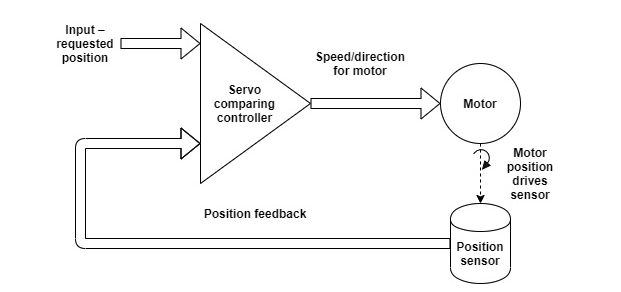 Input –
requested
position
Speed/direction
for motor
Servo
comparing
controller
Motor
Motor
position
drives
sensor
Position feedback
Position
sensor